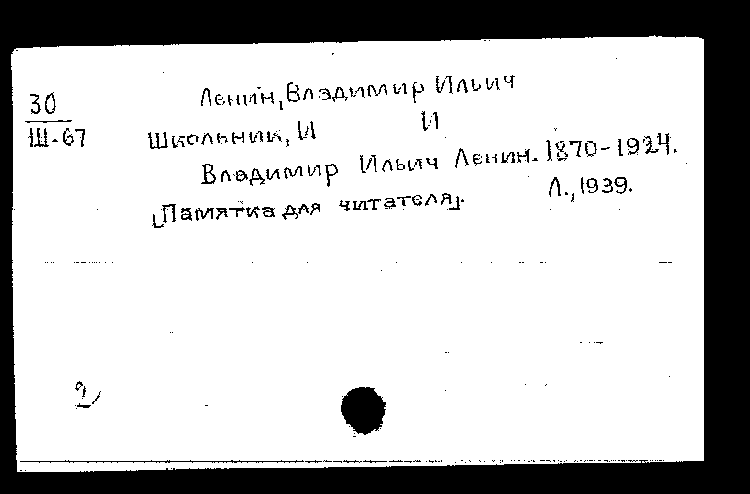 Ленин, Владимир Ильич
30
Ш-67
Школьник, И И
Владимир Ильич Ленин. 1870-1924.
[Памятка для читателя]. Л., 1939.
2